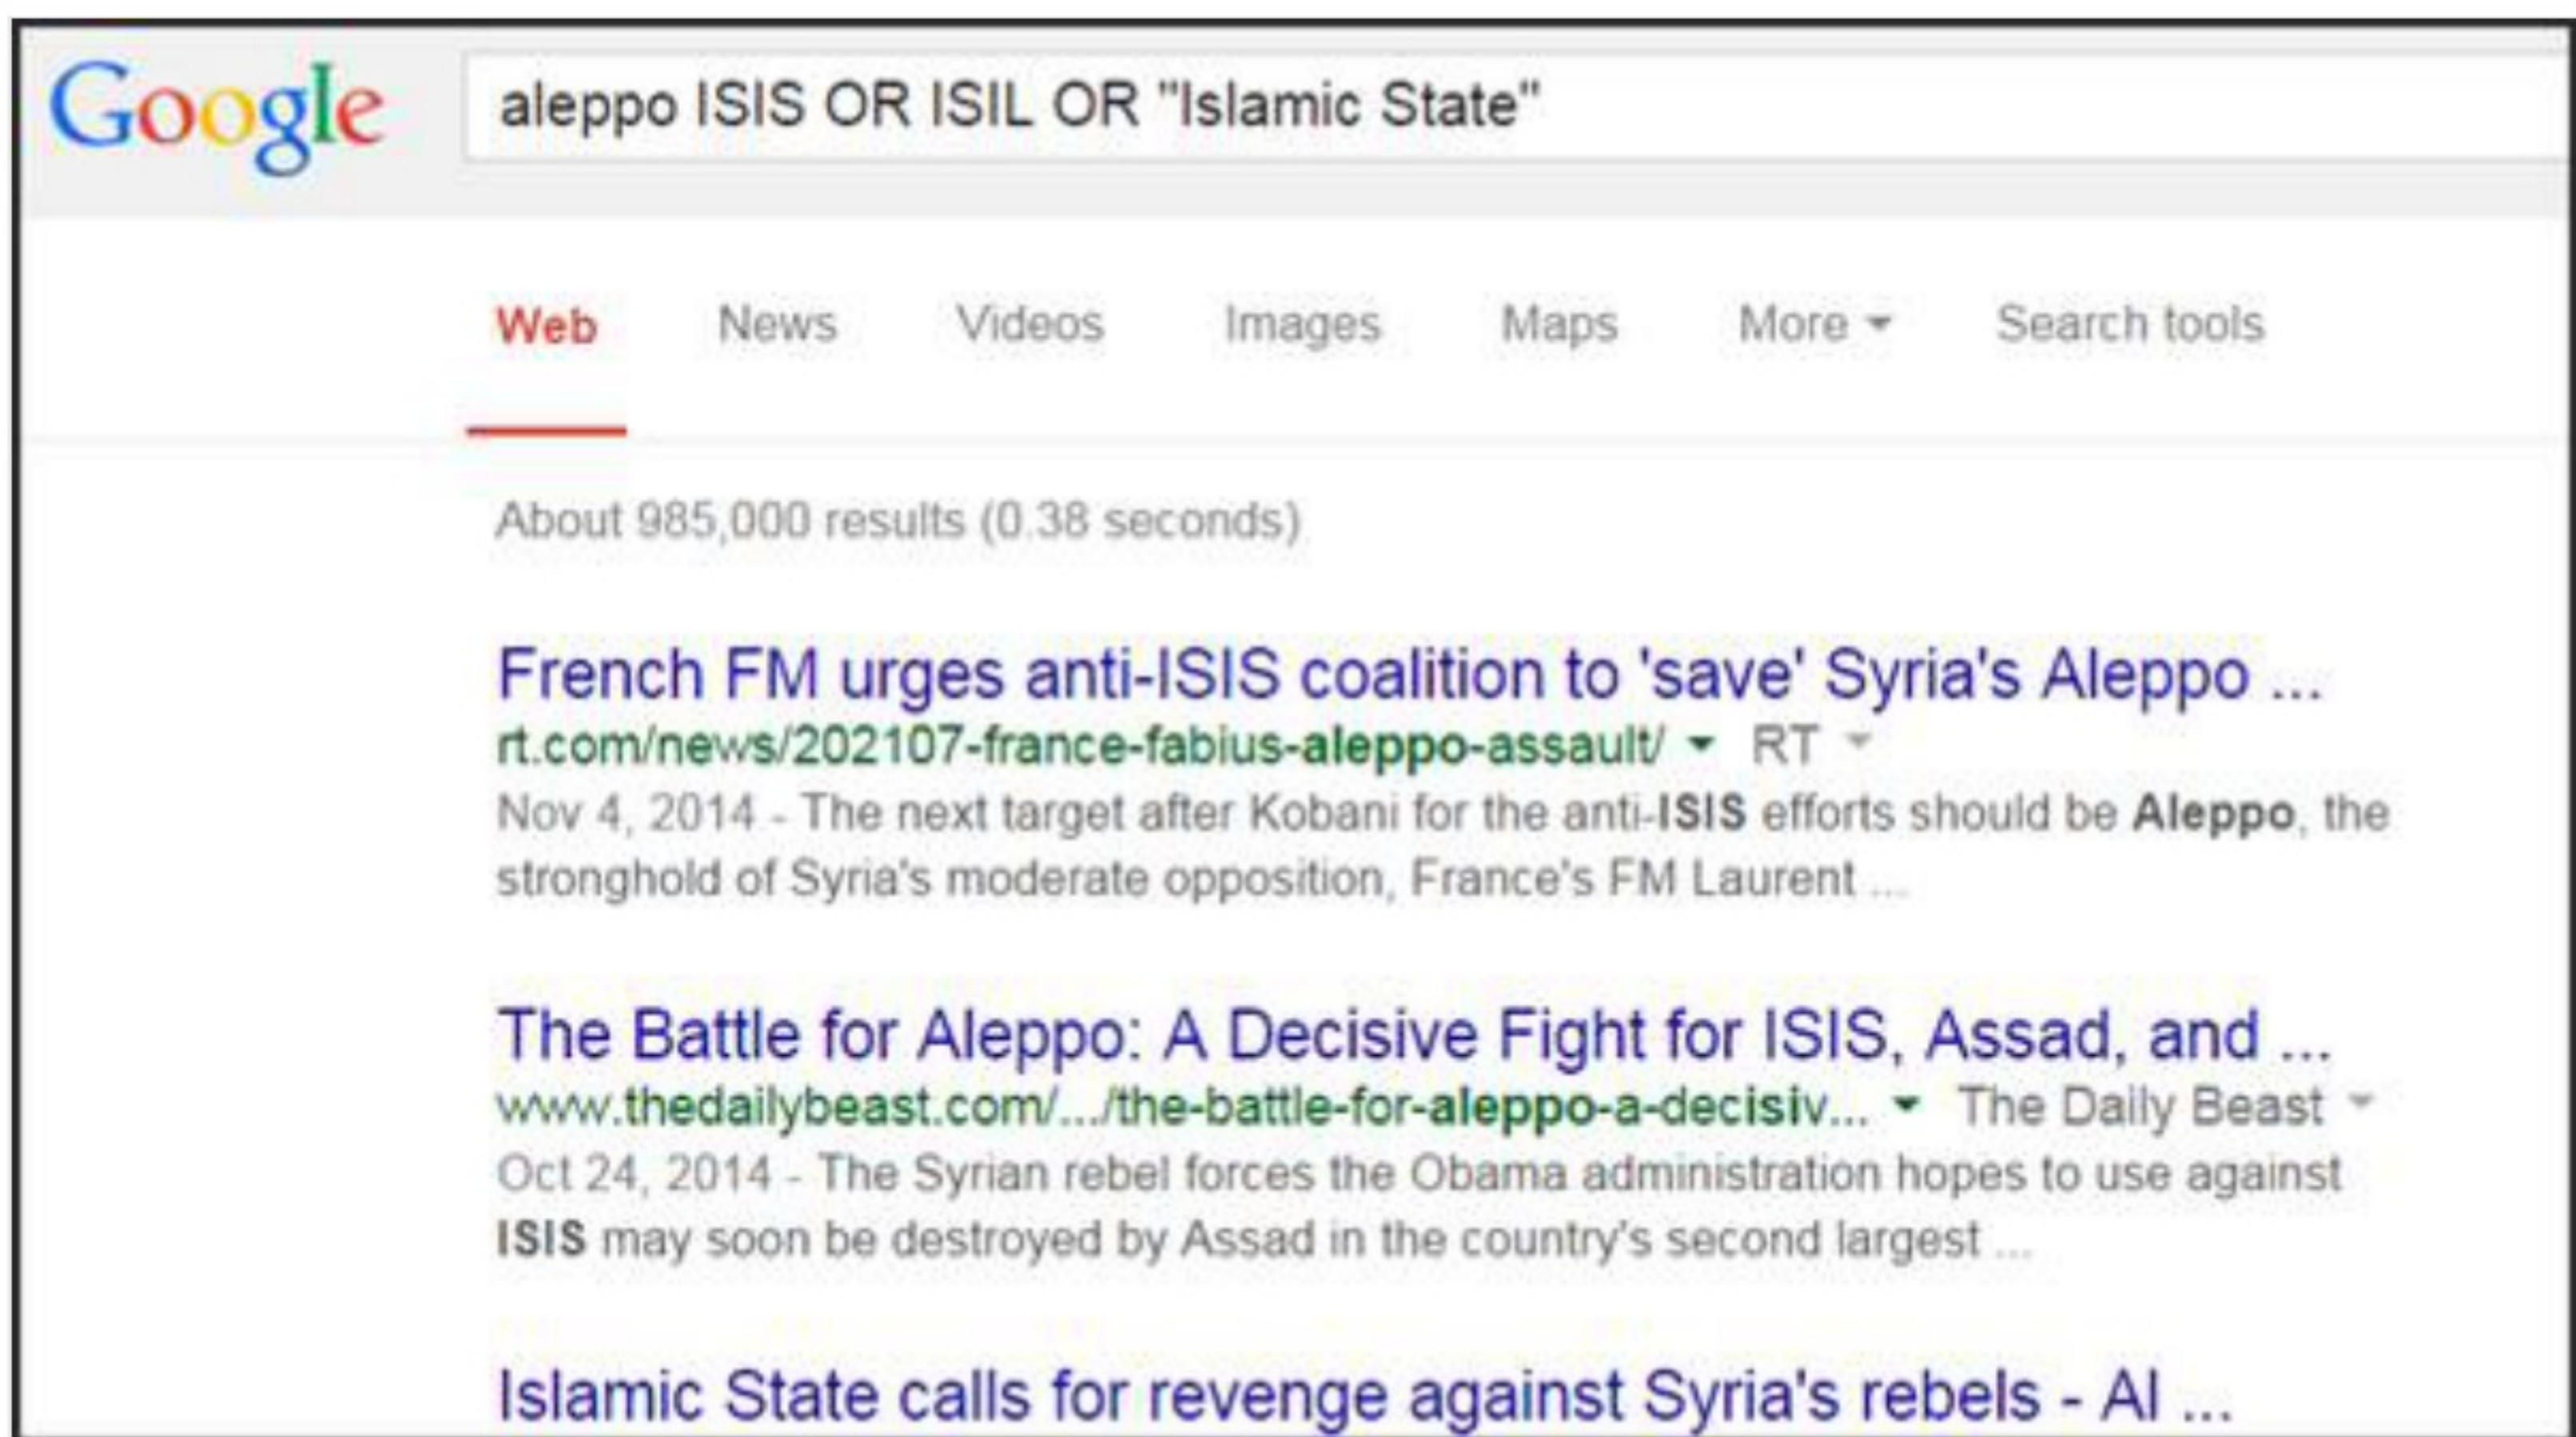 Google
aleppo ISIS OR ISIL OR "Islamic State"
Web News Videos Images Maps More Search tools
About 985,000 results (0.38 seconds)
French FM urges anti-ISIS coalition to 'save' Syria's Aleppo ...
rt.com/news/202107-france-fabius-aleppo-assault/ RT
Nov 4, 2014 - The next target after Kobani for the anti-ISIS efforts should be Aleppo, the
stronghold of Syria's moderate opposition, France's FM Laurent ...
The Battle for Aleppo: A Decisive Fight for ISIS, Assad, and ...
www.thedailybeast.com/.../the-battle-for-aleppo-a-decisiv... The Daily Beast
Oct 24, 2014 - The Syrian rebel forces the Obama administration hopes to use against
ISIS may soon be destroyed by Assad in the country's second largest ...
Islamic State calls for revenge against Syria's rebels - Al ...